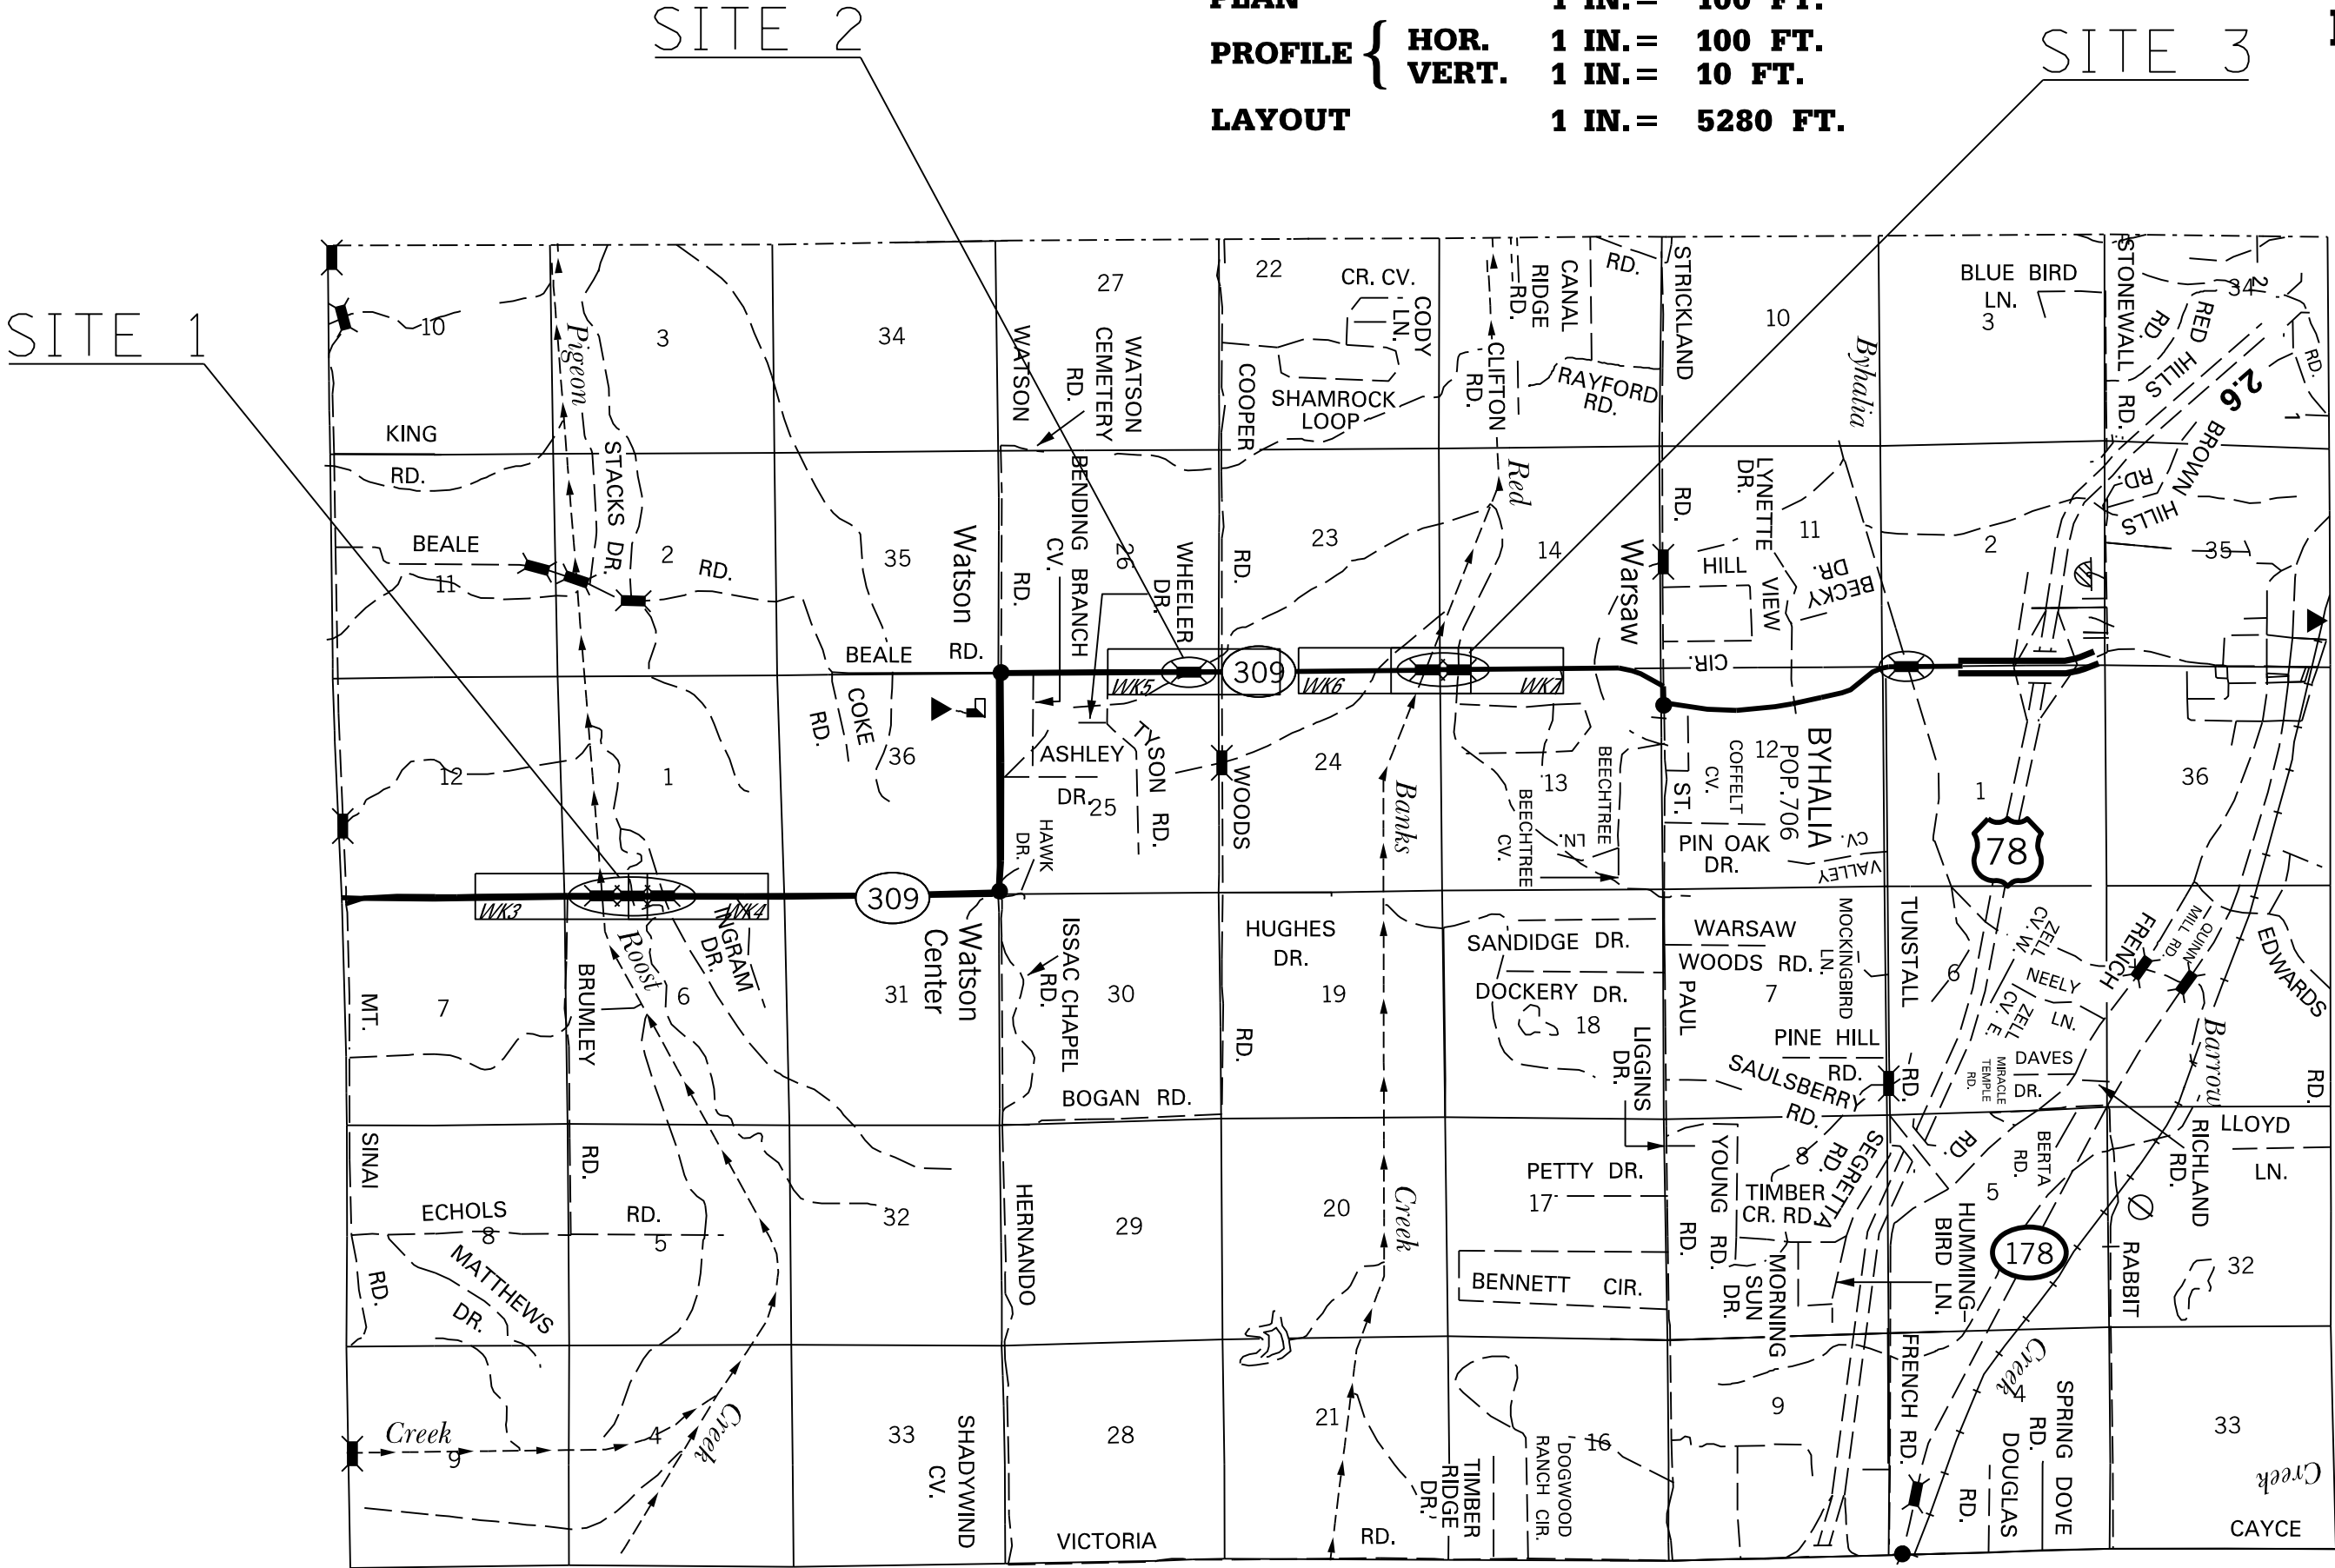 SITE 2
PLAN 1 IN.= 100 FT.
PROFILE { HOR. 1 IN.= 100 FT.
VERT. 1 IN.= 10 FT.
LAYOUT 1 IN.= 5280 FT.
SITE 3
SITE 1
10
3
34
27
22
CR. CV.
CODY
LN.
RIDGE
RD.
CANAL
RD.
STRICKLAND
10
BLUE BIRD
LN.
3
STONEWALL
RD.
34
2
RED
HILLS
RD.
RD.
1
2.6
BROWN
HILLS
RD.
Pigeon
WATSON
WATSON
CEMETERY
RD.
COOPER
SHAMROCK
LOOP
CLIFTON
RD.
RAYFORD
RD.
Byhalia
KING
RD.
STACKS
DR.
BEALE
11
2
RD.
35
Watson
RD.
BENDING BRANCH
CV.
26
WHEELER
DR.
RD.
23
Red
14
Warsaw
RD.
LYNETTE
DR.
HILL
VIEW
CIR.
11
BECKY
DR.
2
35
BEALE
RD.
WK5
309
WK6
WK7
COKE
RD.
36
ASHLEY
DR.
25
TYSON
RD.
WOODS
24
Banks
13
BEECHTREE
LN.
BEECHTREE
CV.
ST.
COFFELT
CV.
12
BYHALIA
POP.706
PIN OAK
DR.
VALLEY
CV.
1
78
36
12
1
HAWK
DR.
WK3
WK4
309
INGRAM
DR.
Roost
Watson
Center
ISSAC CHAPEL
RD.
HUGHES
DR.
SANDIDGE DR.
WARSAW
WOODS RD.
MOCKINGBIRD
LN.
TUNSTALL
RD.
6
ZELL
CV. W.
NEELY
LN.
ZELL
CV. E.
FRENCH
QUINN
MILL RD.
EDWARDS
RD.
MT.
7
BRUMLEY
6
31
30
RD.
19
DOCKERY DR.
18
PAUL
7
LIGGINS
DR.
PINE HILL
RD.
SAULSBERRY
RD.
MIRACLE
TEMPLE
RD.
DAVES
DR.
Barrow
BOGAN RD.
SINAI
RD.
RD.
HERNANDO
PETTY DR.
17
YOUNG
RD.
8
SEGRETTA
RD.
RD.
BERTA
RD.
RICHLAND
RD.
LLOYD
LN.
ECHOLS
8
RD.
5
32
29
20
Creek
RD.
TIMBER
CR. RD.
HUMMING
BIRD LN.
5
178
RABBIT
32
RD.
MATTHEWS
DR.
BENNETT CIR.
MORNING
SUN
DR.
FRENCH RD.
Creek
4
Creek
9
4
Creek
33
SHADYWIND
CV.
28
21
TIMBER
RIDGE
DR.
DOGWOOD
RANCH CIR.
16
9
SPRING DOVE
RD.
DOUGLAS
RD.
33
Creek
VICTORIA
RD.
CAYCE